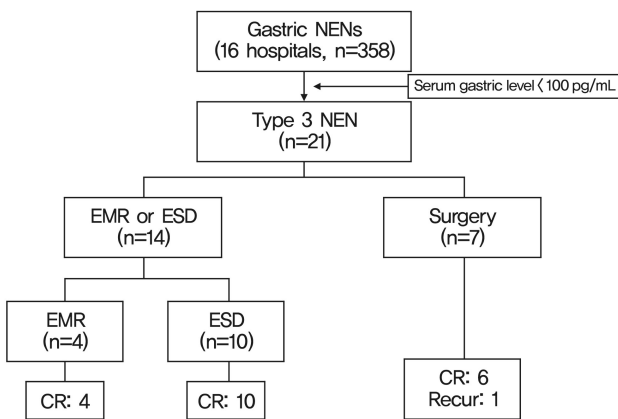 Gastric NENs
(16 hospitals, n=358)
Serum gastric level < 100 pg/mL
Type 3 NEN
(n=21)
EMR or ESD
(n=14)
Surgery
(n=7)
EMR
(n=4)
ESD
(n=10)
CR: 4
CR: 10
CR: 6
Recur: 1